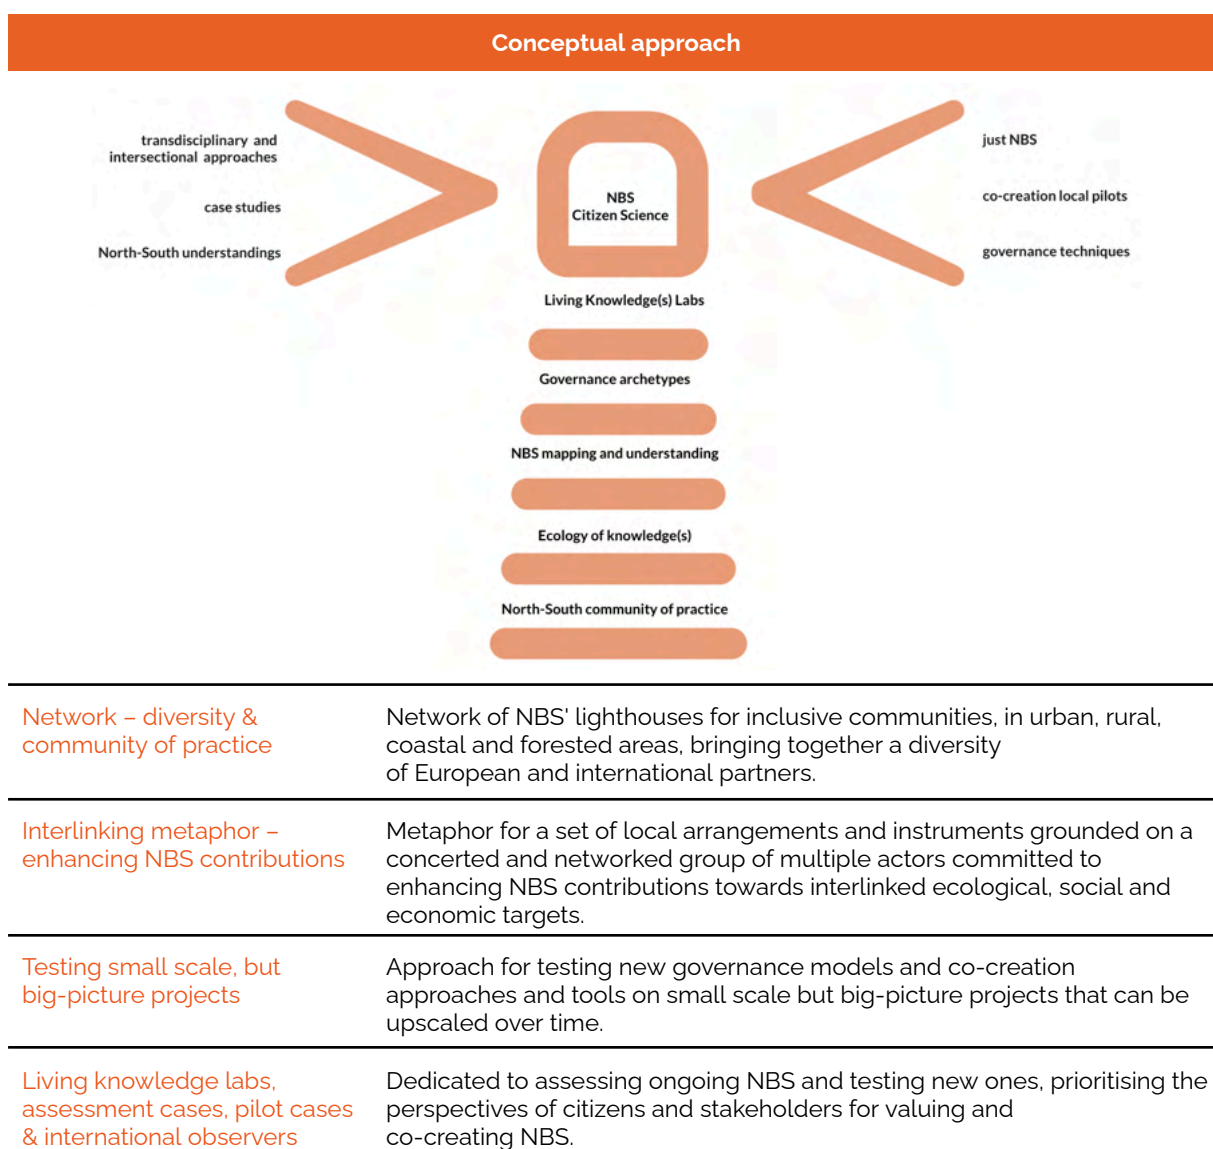 Conceptual approach
transdisciplinary and
intersectional approaches
case studies
North-South understandings
NBS
Citizen Science
just NBS
co-creation local pilots
governance techniques
Living Knowledge(s) Labs
Governance archetypes
NBS mapping and understanding
Ecology of knowledge(s)
North-South community of practice
Network – diversity &
community of practice
Network of NBS' lighthouses for inclusive communities, in urban, rural,
coastal and forested areas, bringing together a diversity
of European and international partners.
Interlinking metaphor –
enhancing NBS contributions
Metaphor for a set of local arrangements and instruments grounded on a
concerted and networked group of multiple actors committed to
enhancing NBS contributions towards interlinked ecological, social and
economic targets.
Testing small scale, but
big-picture projects
Approach for testing new governance models and co-creation
approaches and tools on small scale but big-picture projects that can be
upscaled over time.
Living knowledge labs,
assessment cases, pilot cases
& international observers
Dedicated to assessing ongoing NBS and testing new ones, prioritising the
perspectives of citizens and stakeholders for valuing and
co-creating NBS.